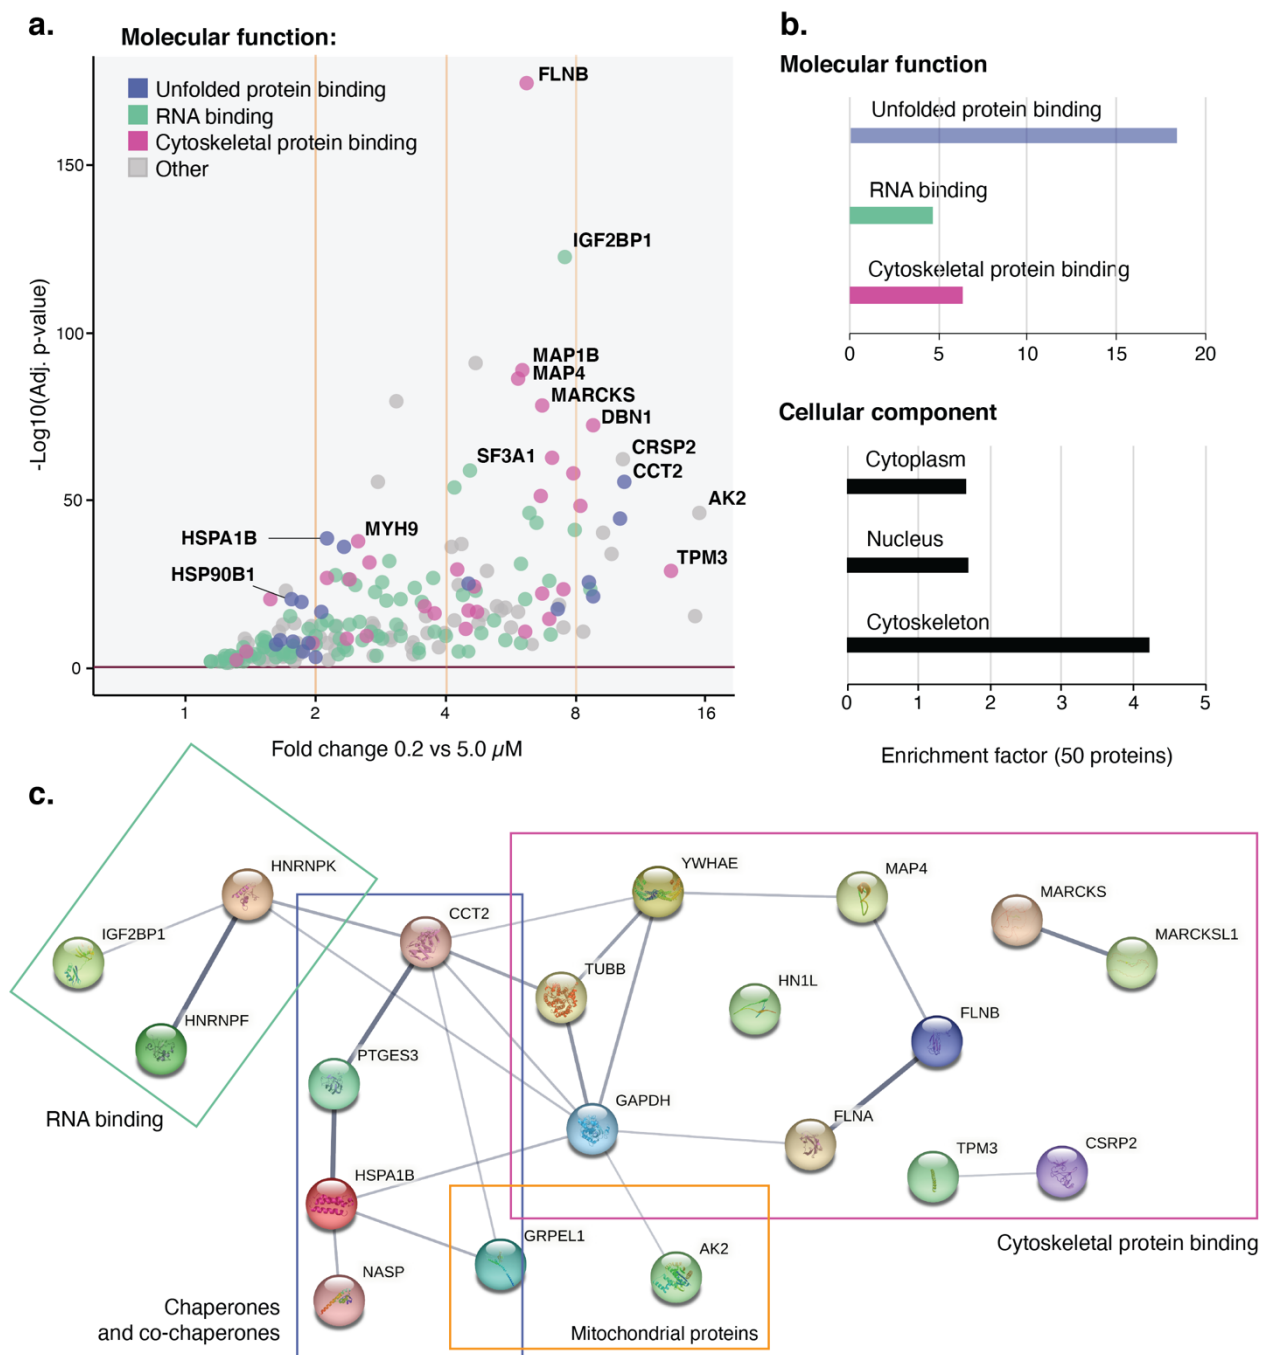 a.
Molecular function:
Unfolded protein binding
RNA binding
Cytoskeletal protein binding
Other
FLNB
IGF2BP1
MAP1B
MAP4
MARCKS
DBN1
SF3A1
CRSP2
CCT2
AK2
HSPA1B
MYH9
HSP90B1
TPM3
-Log10(Adj. p-value)
150
100
50
0
1
2
4
8
16
Fold change 0.2 vs 5.0 µM
b.
Molecular function
Unfolded protein binding
RNA binding
Cytoskeletal protein binding
0
5
10
15
20
Cellular component
Cytoplasm
Nucleus
Cytoskeleton
0
1
2
3
4
5
Enrichment factor (50 proteins)
c.
HNRNPK
IGF2BP1
HNRNPF
RNA binding
CCT2
PTGES3
HSPA1B
NASP
GRPEL1
Chaperones
and co-chaperones
YWHAE
MAP4
MARCKS
MARCKSL1
TUBB
HN1L
FLNB
GAPDH
FLNA
TPM3
CSRP2
Cytoskeletal protein binding
AK2
Mitochondrial proteins